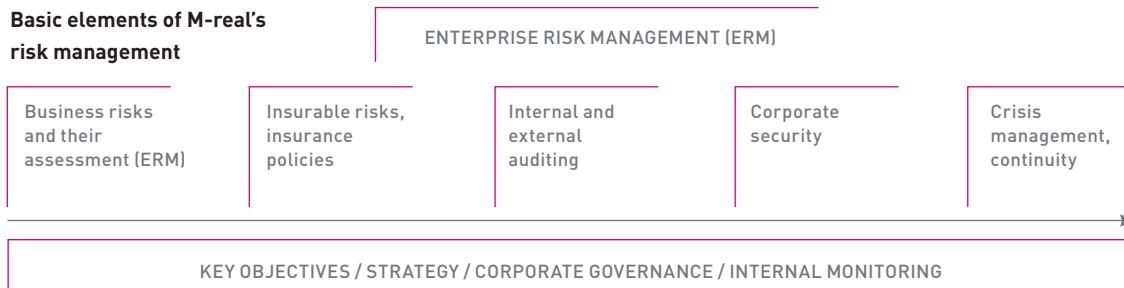 Basic elements of M-real’s
risk management
ENTERPRISE RISK MANAGEMENT (ERM)
Business risks
and their
assessment (ERM)
Insurable risks,
insurance
policies
Internal and
external
auditing
Corporate
security
Crisis
management,
continuity
KEY OBJECTIVES / STRATEGY / CORPORATE GOVERNANCE / INTERNAL MONITORING